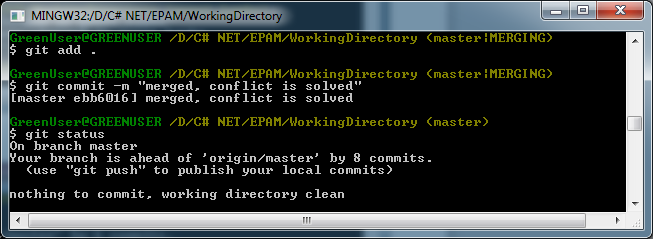 MINGW32:/D/C# NET/EPAM/WorkingDirectory
GreenUser@GREENUSER /D/C# NET/EPAM/WorkingDirectory (master|MERGING)
$ git add .
GreenUser@GREENUSER /D/C# NET/EPAM/WorkingDirectory (master|MERGING)
$ git commit -m "merged, conflict is solved"
[master ebb6016] merged, conflict is solved
GreenUser@GREENUSER /D/C# NET/EPAM/WorkingDirectory (master)
$ git status
On branch master
Your branch is ahead of 'origin/master' by 8 commits.
  (use "git push" to publish your local commits)
nothing to commit, working directory clean